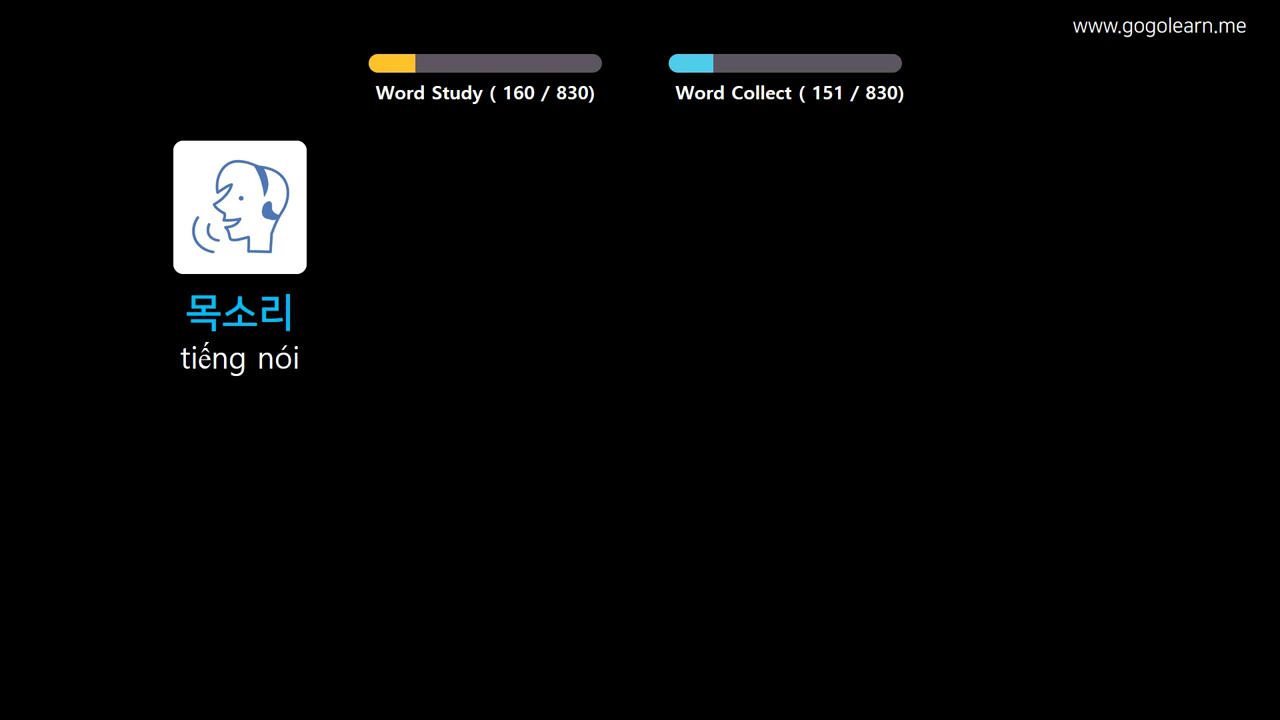 www.gogolearn.me
Word Study ( 160 / 830)
Word Collect ( 151 / 830)
목소리
tiếng nói